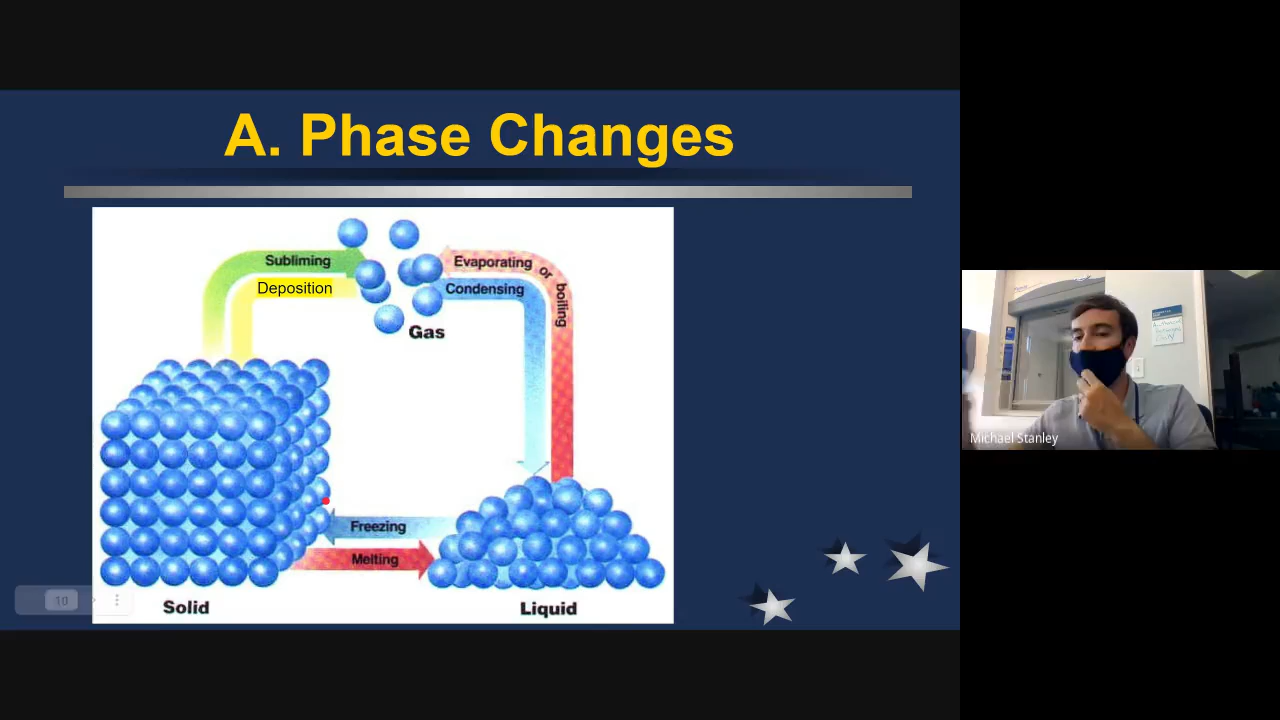 A. Phase Changes
Subliming
Deposition
Evaporating or boiling
Condensing
Gas
Freezing
Melting
Solid
Liquid
10
Michael Stanley